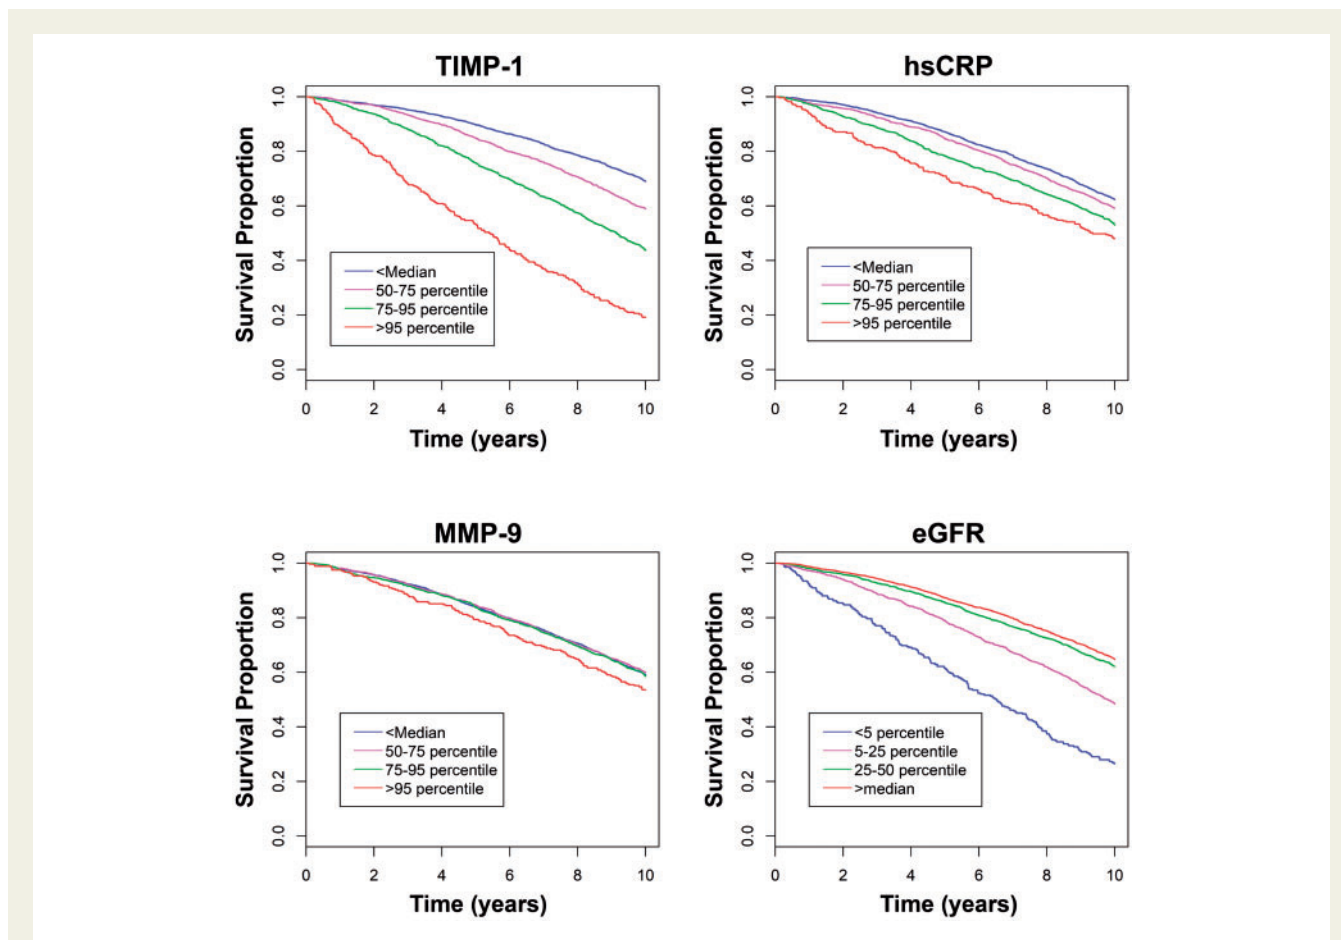 TIMP-1
Survival Proportion
1.0
0.8
0.6
0.4
0.2
0.0
<Median
50-75 percentile
75-95 percentile
>95 percentile
0 2 4 6 8 10
Time (years)
hsCRP
Survival Proportion
1.0
0.8
0.6
0.4
0.2
0.0
<Median
50-75 percentile
75-95 percentile
>95 percentile
0 2 4 6 8 10
Time (years)
MMP-9
Survival Proportion
1.0
0.8
0.6
0.4
0.2
0.0
<Median
50-75 percentile
75-95 percentile
>95 percentile
0 2 4 6 8 10
Time (years)
eGFR
Survival Proportion
1.0
0.8
0.6
0.4
0.2
0.0
<5 percentile
5-25 percentile
25-50 percentile
>median
0 2 4 6 8 10
Time (years)